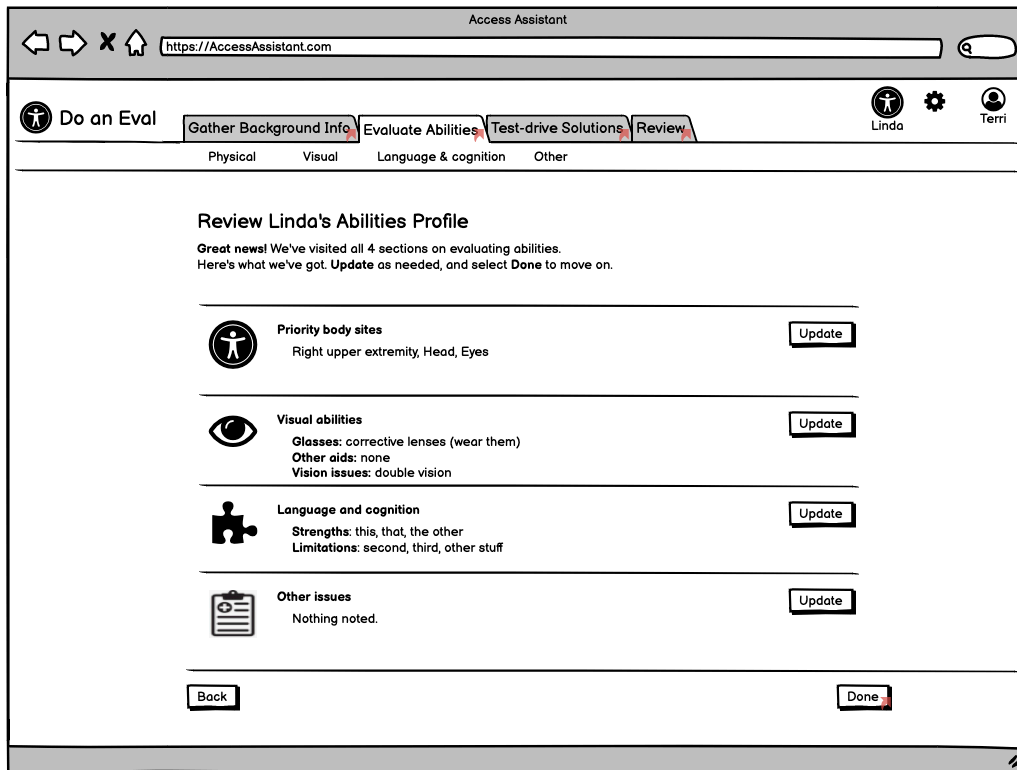 Access Assistant
https://AccessAssistant.com
Do an Eval
Gather Background Info
Evaluate Abilities
Test-drive Solutions
Review
Linda
Terri
Physical
Visual
Language & cognition
Other
Review Linda's Abilities Profile
Great news! We've visited all 4 sections on evaluating abilities.
Here's what we've got. Update as needed, and select Done to move on.
Priority body sites
Update
Right upper extremity, Head, Eyes
Visual abilities
Update
Glasses: corrective lenses (wear them)
Other aids: none
Vision issues: double vision
Language and cognition
Update
Strengths: this, that, the other
Limitations: second, third, other stuff
Other issues
Update
Nothing noted.
Back
Done